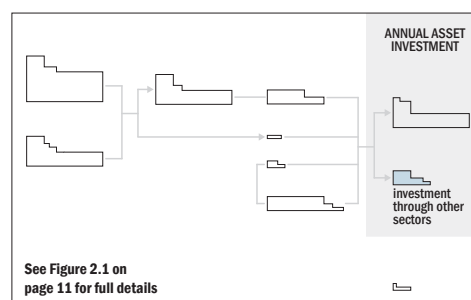 ANNUAL ASSET
INVESTMENT
investment
through other
sectors
See Figure 2.1 on
page 11 for full details